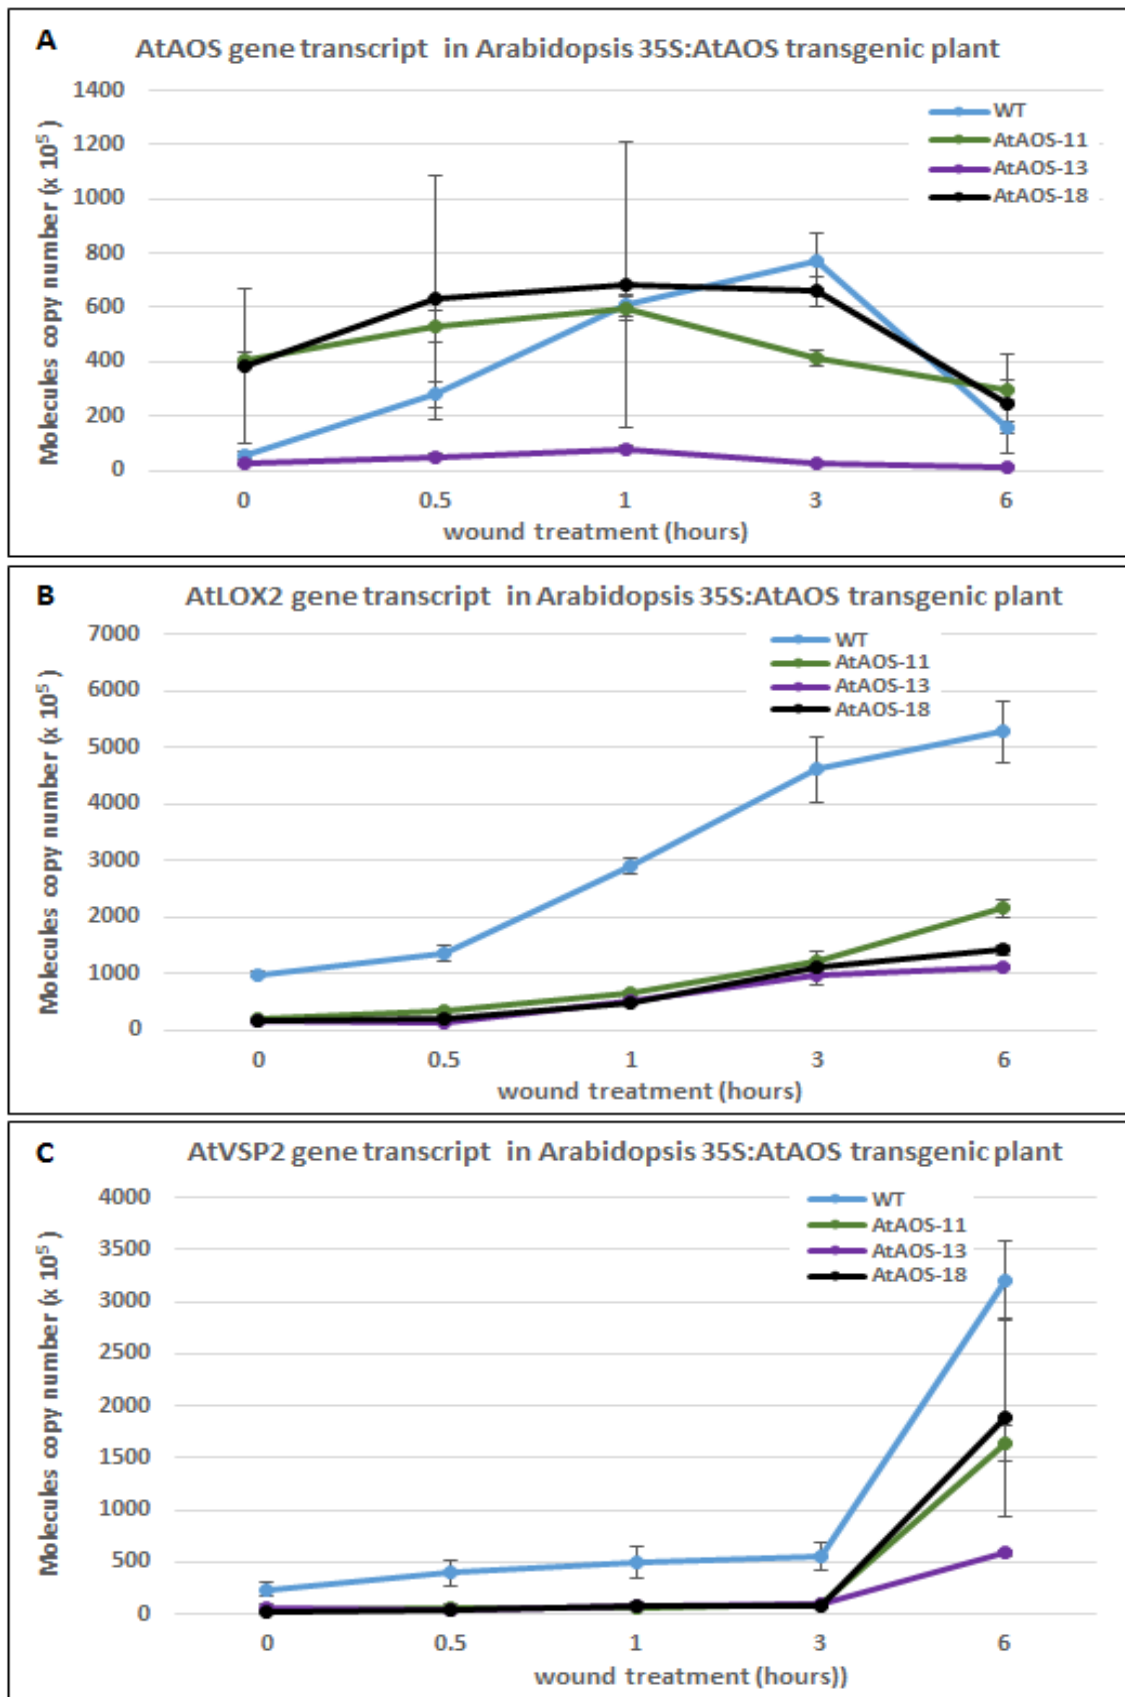 A
AtAOS gene transcript in Arabidopsis 35S:AtAOS transgenic plant
Molecules copy number (x 10⁵ )
1400
1200
1000
800
600
400
200
0
WT
AtAOS-11
AtAOS-13
AtAOS-18
0 0.5 1 3 6
wound treatment (hours)
B
AtLOX2 gene transcript in Arabidopsis 35S:AtAOS transgenic plant
Molecules copy number (x 10⁵ )
7000
6000
5000
4000
3000
2000
1000
0
WT
AtAOS-11
AtAOS-13
AtAOS-18
0 0.5 1 3 6
wound treatment (hours)
C
AtVSP2 gene transcript in Arabidopsis 35S:AtAOS transgenic plant
Molecules copy number (x 10⁵ )
4000
3500
3000
2500
2000
1500
1000
500
0
WT
AtAOS-11
AtAOS-13
AtAOS-18
0 0.5 1 3 6
wound treatment (hours))